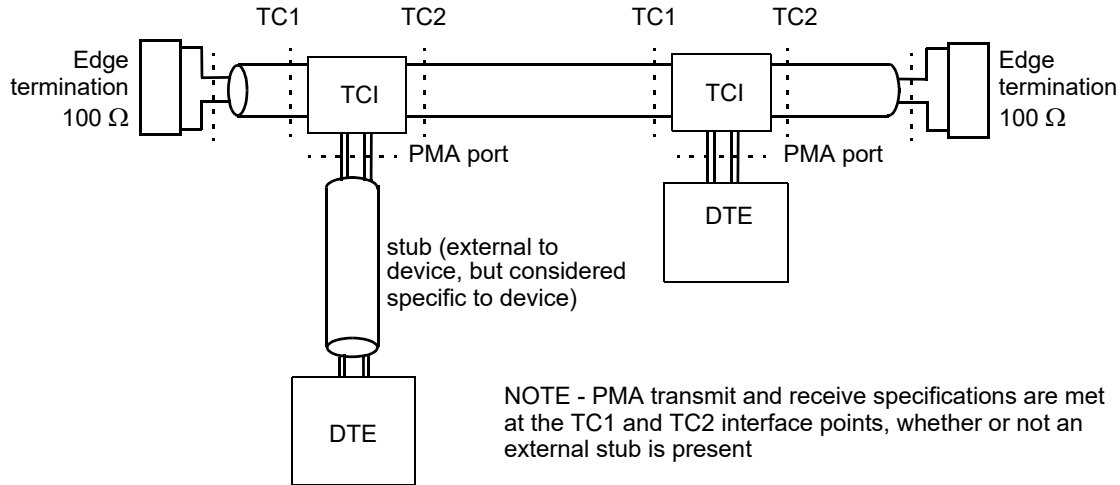 TC1
TC2
TC1
TC2
Edge
termination
100 Ω
TCI
TCI
Edge
termination
100 Ω
PMA port
PMA port
DTE
stub (external to
device, but considered
specific to device)
DTE
NOTE - PMA transmit and receive specifications are met
at the TC1 and TC2 interface points, whether or not an
external stub is present